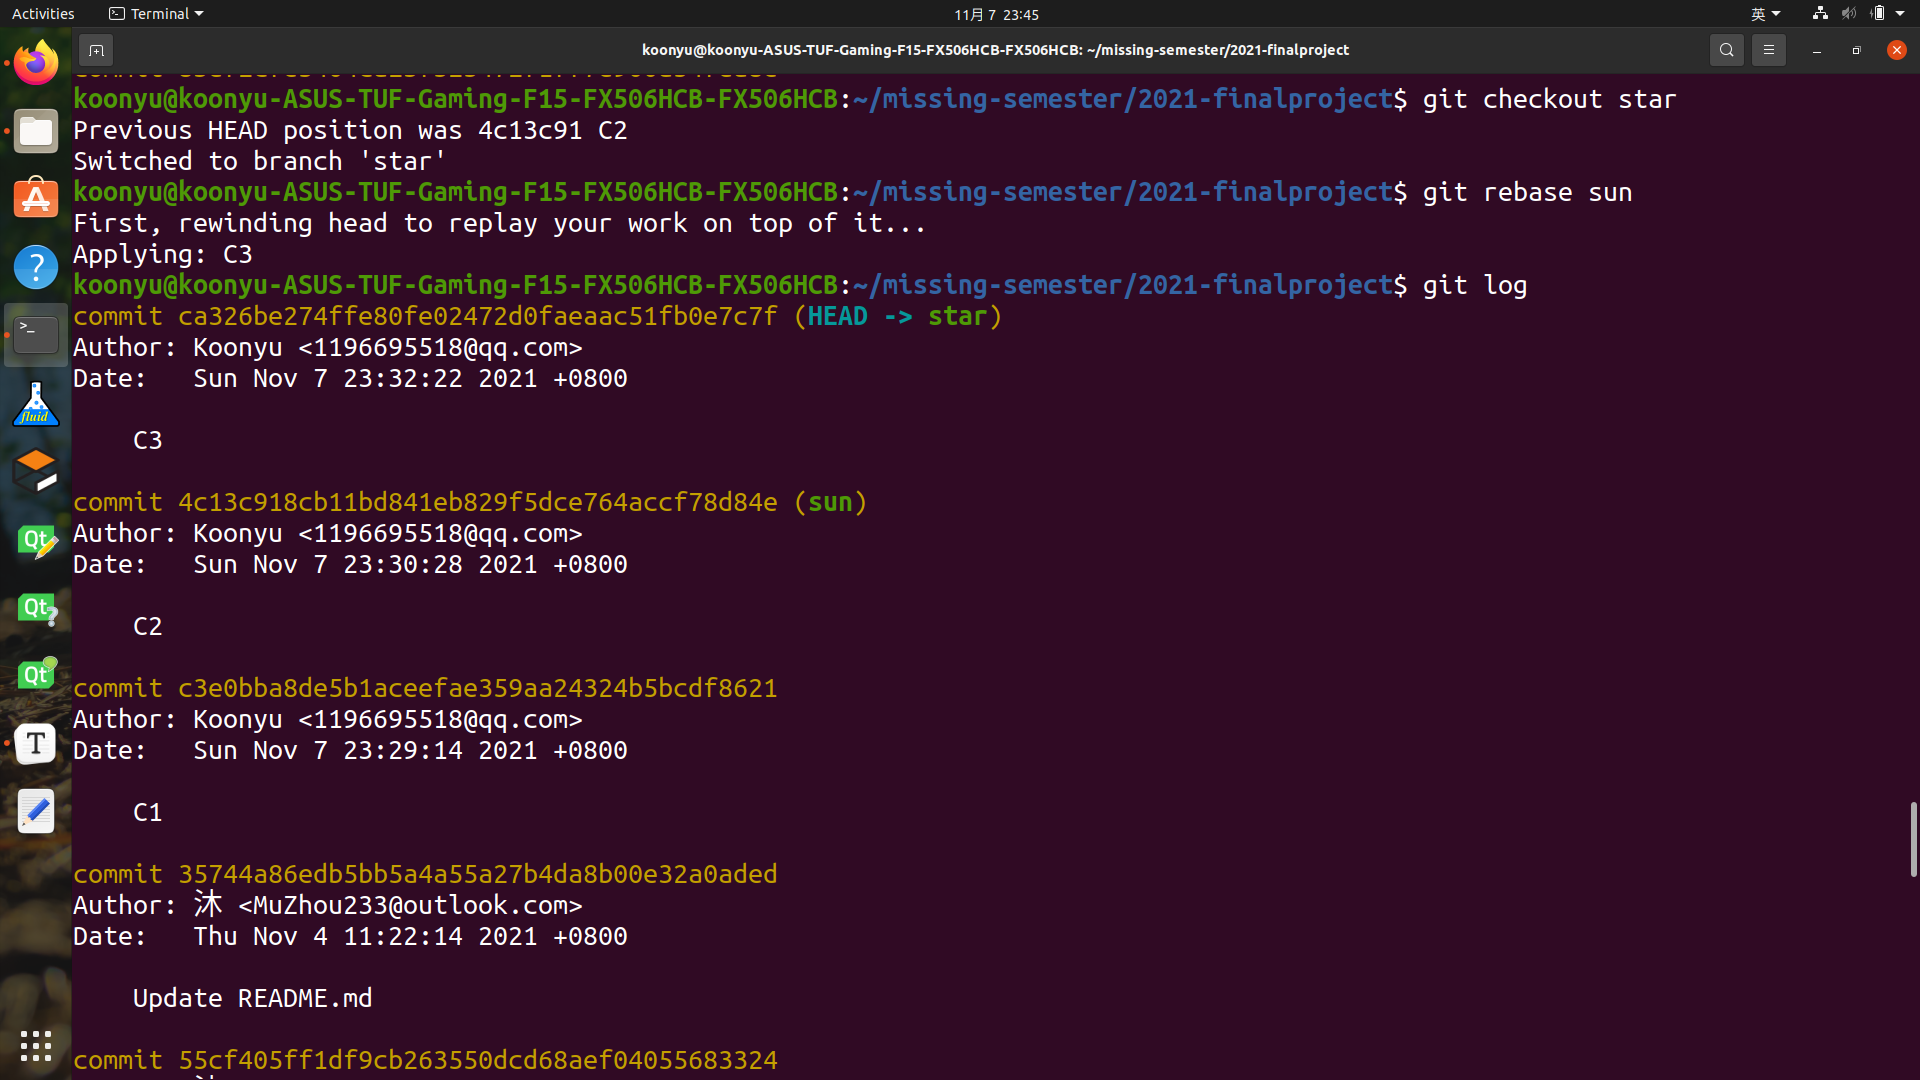 Activities
Terminal
11月 7 23:45
英
koonyu@koonyu-ASUS-TUF-Gaming-F15-FX506HCB-FX506HCB: ~/missing-semester/2021-finalproject
koonyu@koonyu-ASUS-TUF-Gaming-F15-FX506HCB-FX506HCB:~/missing-semester/2021-finalproject$ git checkout star
Previous HEAD position was 4c13c91 C2
Switched to branch 'star'
koonyu@koonyu-ASUS-TUF-Gaming-F15-FX506HCB-FX506HCB:~/missing-semester/2021-finalproject$ git rebase sun
First, rewinding head to replay your work on top of it...
Applying: C3
koonyu@koonyu-ASUS-TUF-Gaming-F15-FX506HCB-FX506HCB:~/missing-semester/2021-finalproject$ git log
commit ca326be274ffe80fe02472d0faeaac51fb0e7c7f (HEAD -> star)
Author: Koonyu <1196695518@qq.com>
Date:   Sun Nov 7 23:32:22 2021 +0800
C3
commit 4c13c918cb11bd841eb829f5dce764accf78d84e (sun)
Author: Koonyu <1196695518@qq.com>
Date:   Sun Nov 7 23:30:28 2021 +0800
C2
commit c3e0bba8de5b1aceefae359aa24324b5bcdf8621
Author: Koonyu <1196695518@qq.com>
Date:   Sun Nov 7 23:29:14 2021 +0800
C1
commit 35744a86edb5bb5a4a55a27b4da8b00e32a0aded
Author: 沐 <MuZhou233@outlook.com>
Date:   Thu Nov 4 11:22:14 2021 +0800
Update README.md
commit 55cf405ff1df9cb263550dcd68aef04055683324
fluid
Qt
Qt
Qt
T